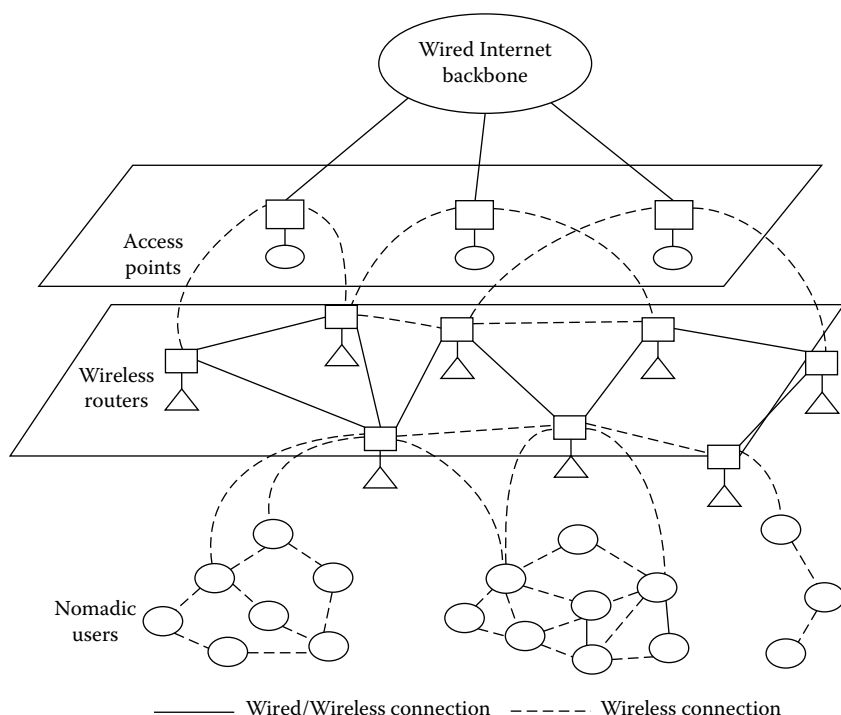 Wired Internet
backbone
Access
points
Wireless
routers
Nomadic
users
Wired/Wireless connection
Wireless connection